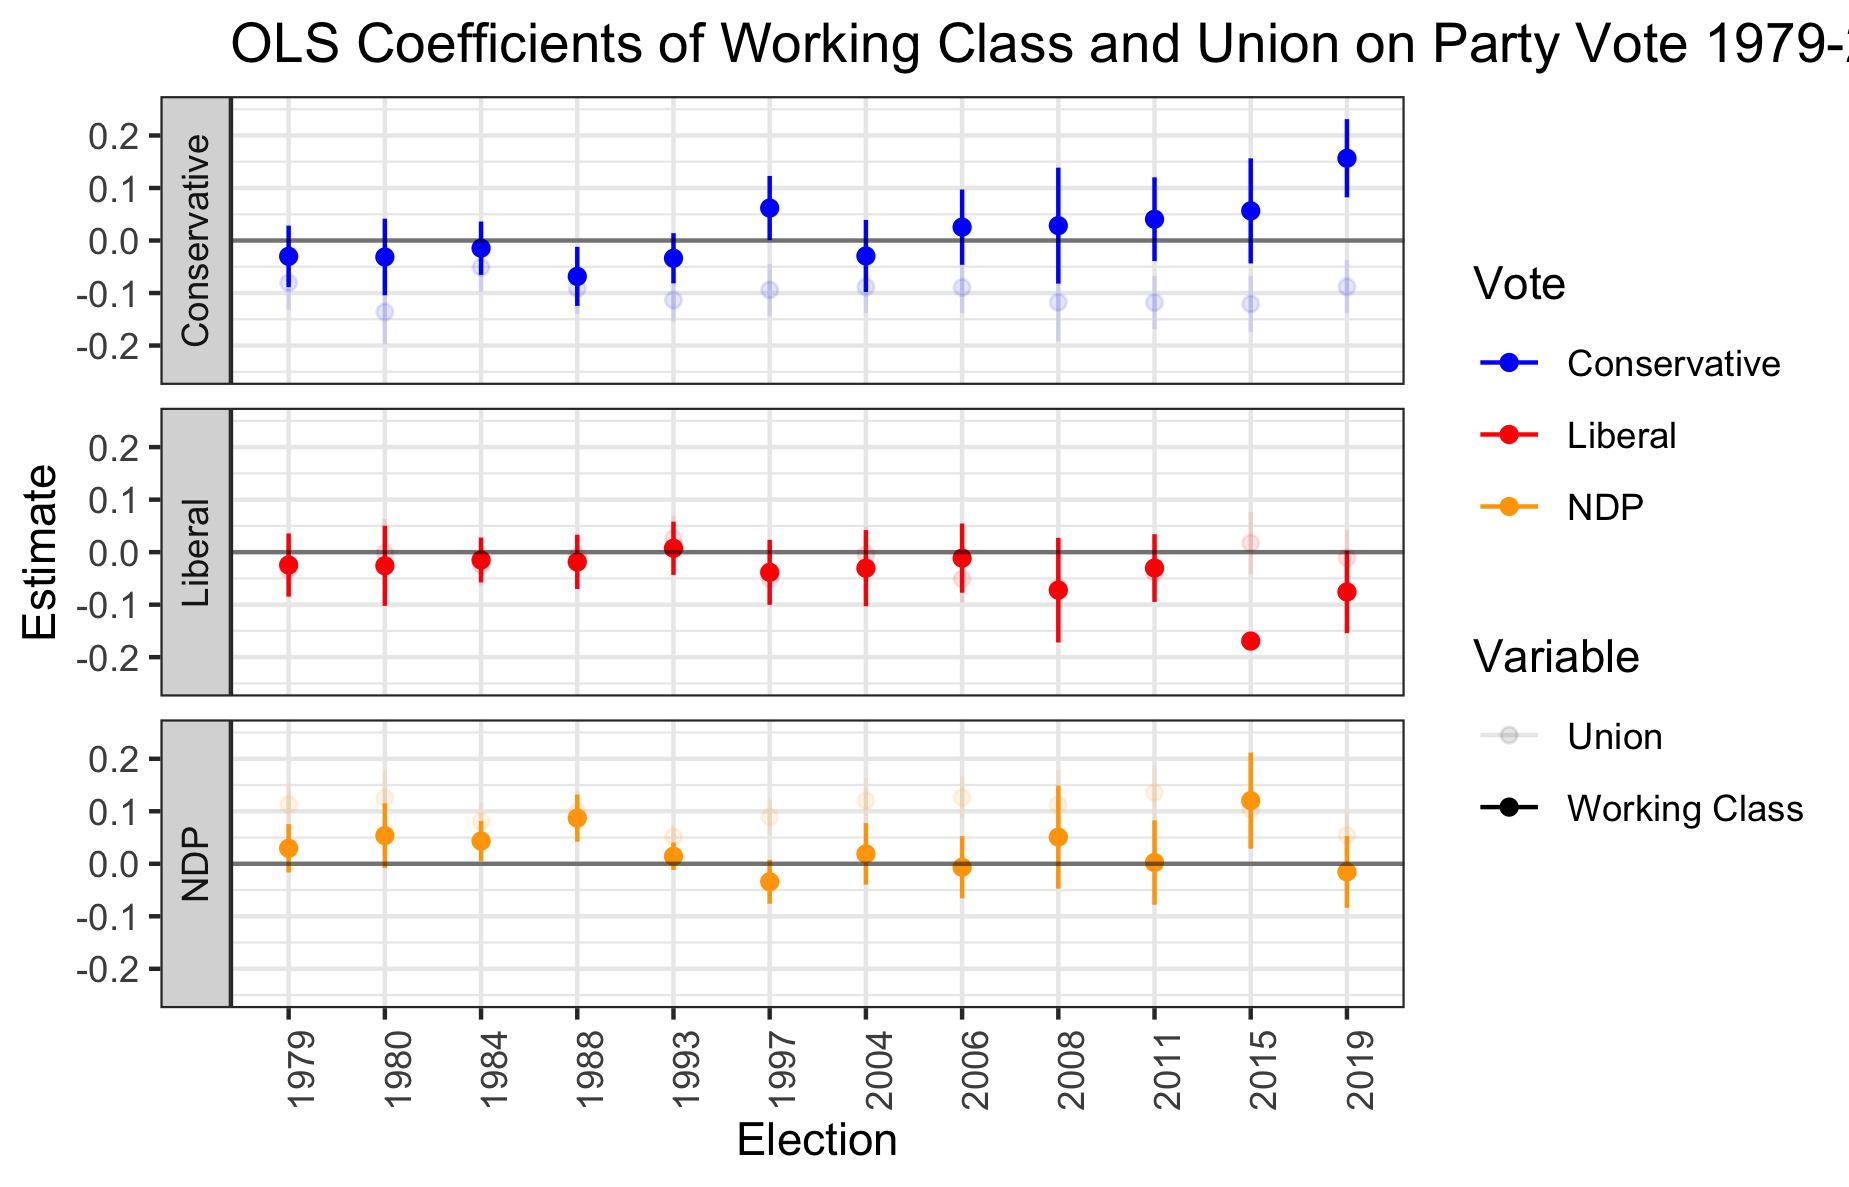 OLS Coefficients of Working Class and Union on Party Vote 1979-
Conservative
0.2
0.1
0.0
-0.1
-0.2
Liberal
0.2
0.1
0.0
-0.1
-0.2
NDP
0.2
0.1
0.0
-0.1
-0.2
Estimate
1979
1980
1984
1988
1993
1997
2004
2006
2008
2011
2015
2019
Election
Vote
Conservative
Liberal
NDP
Variable
Union
Working Class